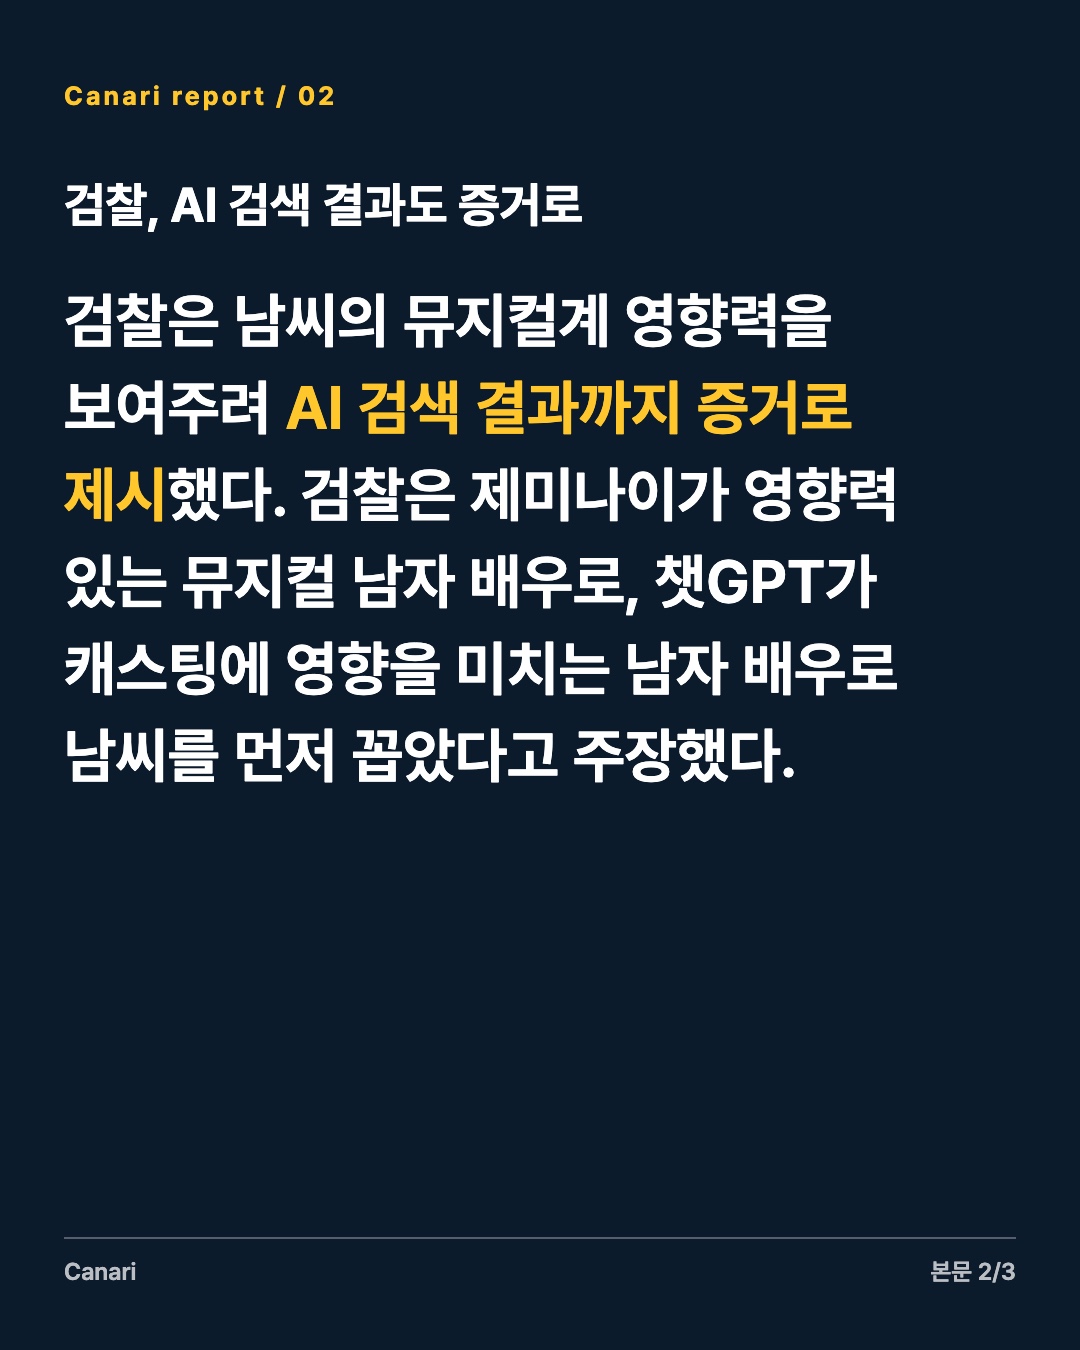 Canari report / 02
검찰, AI 검색 결과도 증거로
검찰은 남씨의 뮤지컬계 영향력을
보여주려 AI 검색 결과까지 증거로
제시했다. 검찰은 제미나이가 영향력
있는 뮤지컬 남자 배우로, 챗GPT가
캐스팅에 영향을 미치는 남자 배우로
남씨를 먼저 꼽았다고 주장했다.
Canari
본문 2/3